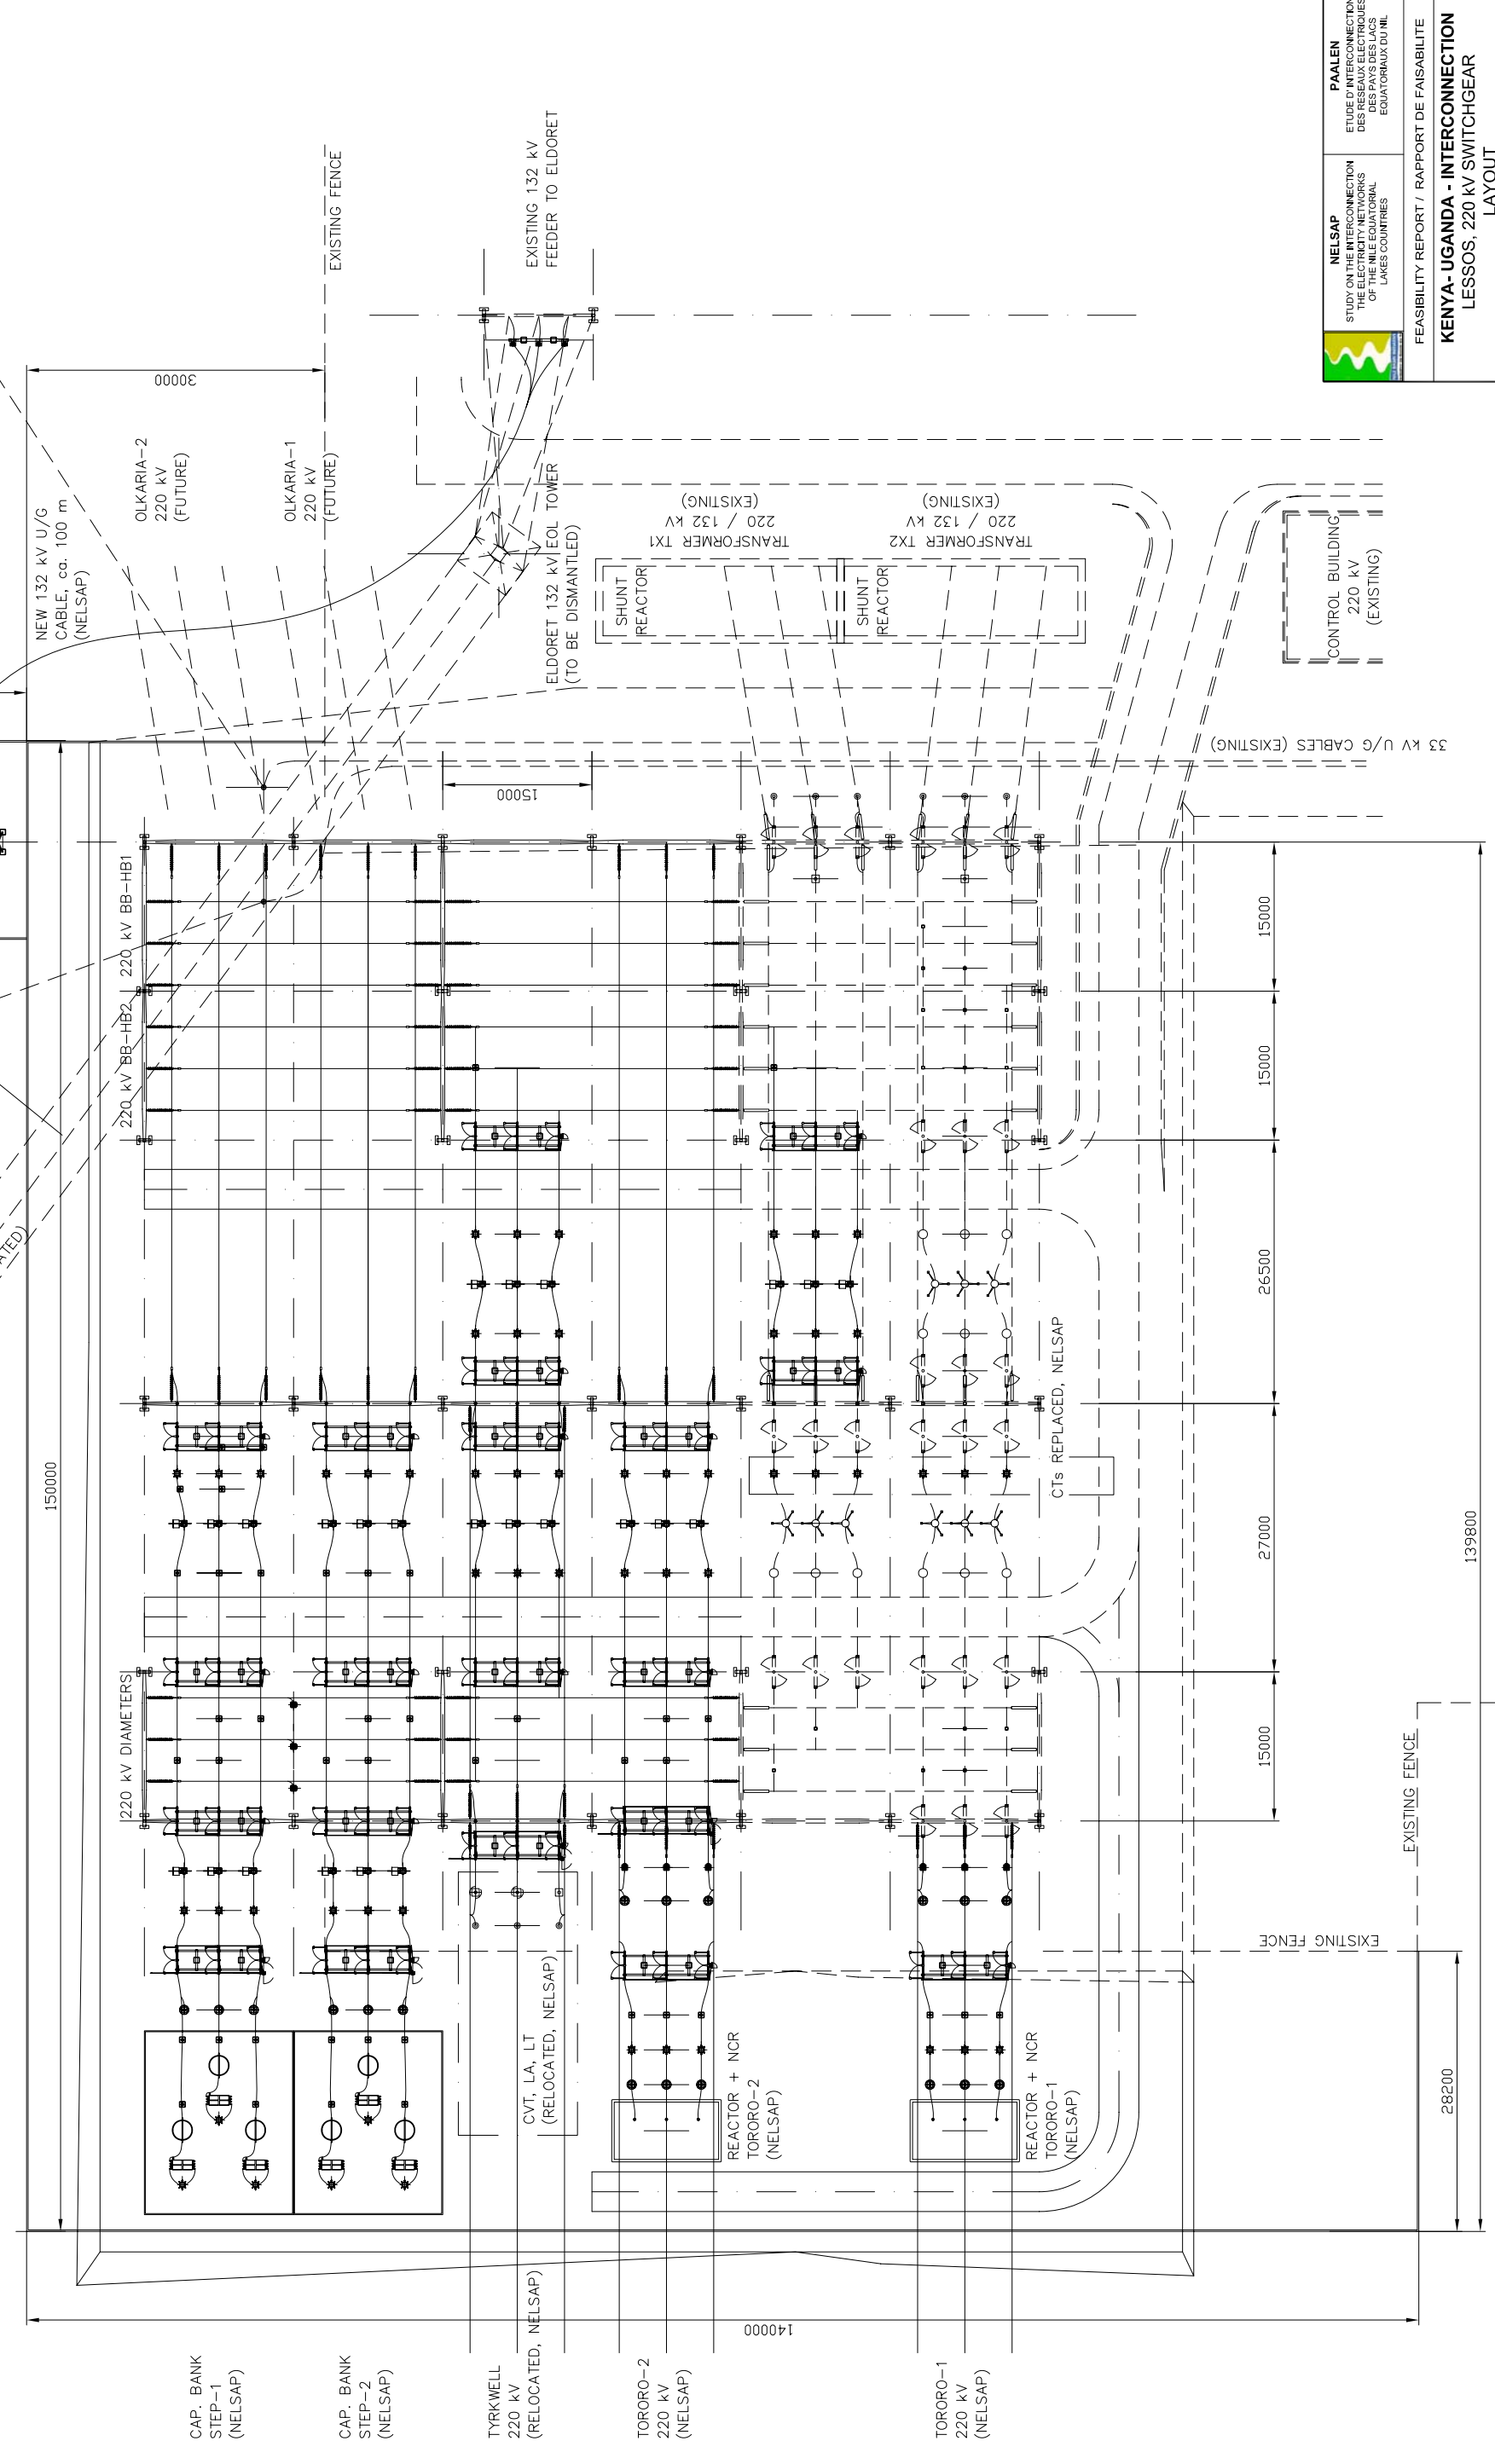 NEW 132 kV U/G
CABLE, ca. 100 m
(NELSAP)
30000
OLKARIA-2
220 kV
(FUTURE)
OLKARIA-1
220 kV
(FUTURE)
EXISTING FENCE
EXISTING 132 kV
FEEDER TO ELDORET
ELDORET 132 kV EOL TOWER
(TO BE DISMANTLED)
SHUNT
REACTOR
TRANSFORMER TX1
220 / 132 kV
(EXISTING)
SHUNT
REACTOR
TRANSFORMER TX2
220 / 132 kV
(EXISTING)
CONTROL BUILDING
220 kV
(EXISTING)
33 kV U/G CABLES (EXISTING)
15000
220 kV BB-HB1
220 kV BB-HB2
ATED)
150000
15000
15000
26500
27000
15000
139800
CTs REPLACED, NELSAP
220 kV DIAMETERS
EXISTING FENCE
EXISTING FENCE
28200
CVT, LA, LT
(RELOCATED, NELSAP)
REACTOR + NCR
TORORO-2
(NELSAP)
REACTOR + NCR
TORORO-1
(NELSAP)
140000
CAP. BANK
STEP-1
(NELSAP)
CAP. BANK
STEP-2
(NELSAP)
TYRKWELL
220 kV
(RELOCATED, NELSAP)
TORORO-2
220 kV
(NELSAP)
TORORO-1
220 kV
(NELSAP)
NELSAP
STUDY ON THE INTERCONNECTION
THE ELECTRICITY NETWORKS
OF THE NILE EQUATORIAL
LAKES COUNTRIES
PAALEN
ETUDE D' INTERCONNECTION
DES RESEAUX ELECTRIQUES
DES PAYS DES LACS
EQUATORIAUX DU NIL
FEASIBILITY REPORT / RAPPORT DE FAISABILITE
KENYA- UGANDA - INTERCONNECTION
LESSOS, 220 kV SWITCHGEAR
LAYOUT